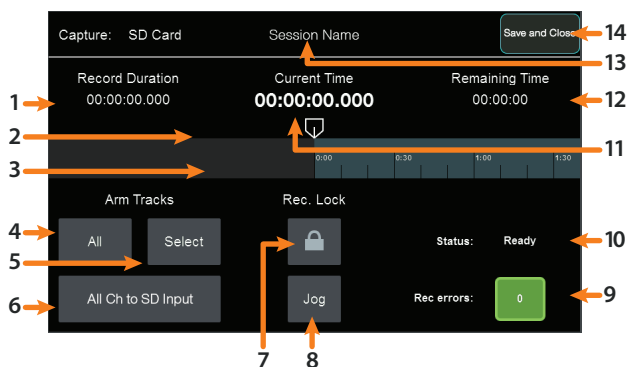 Capture: SD Card Session Name Save and Close 14
13
Record Duration Current Time Remaining Time
1 00:00:00.000 00:00:00.000 00:00:00 12
2
11
0:00 0:30 1:00 1:30
3
Arm Tracks Rec. Lock
4 All Select Status: Ready 10
5
6 All Ch to SD Input Jog Rec errors: 0 9
7 8